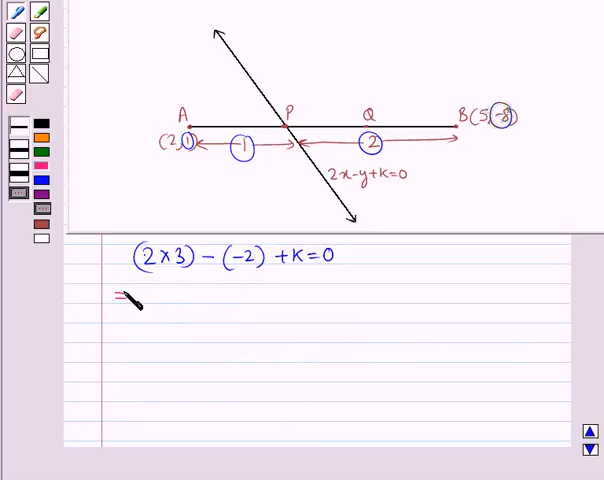 A P Q B(5,-8)
(2,1) 1 2
2x-y+k=0
(2×3) - (-2) + k = 0
=